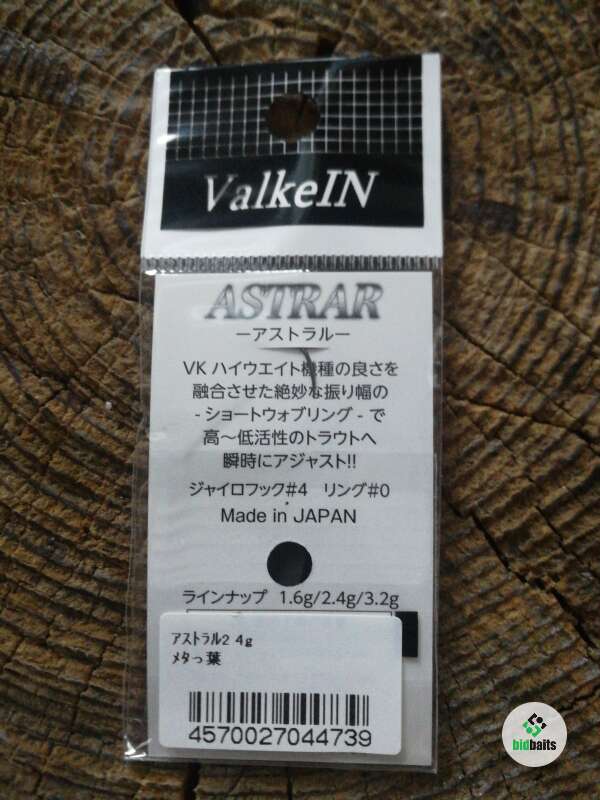 ValkeIN
ASTRAR
—アストラル—
VK ハイウエイト機種の良さを
融合させた絶妙な振り幅の
- ショートウォブリング - で
高～低活性のトラウトへ
瞬時にアジャスト!!
ジャイロフック#4 リング#0
Made in JAPAN
ラインナップ 1.6g/2.4g/3.2g
ｱｽﾄﾗﾙ2 4g
ﾒﾀっ葉
4570027044739
bidbaits